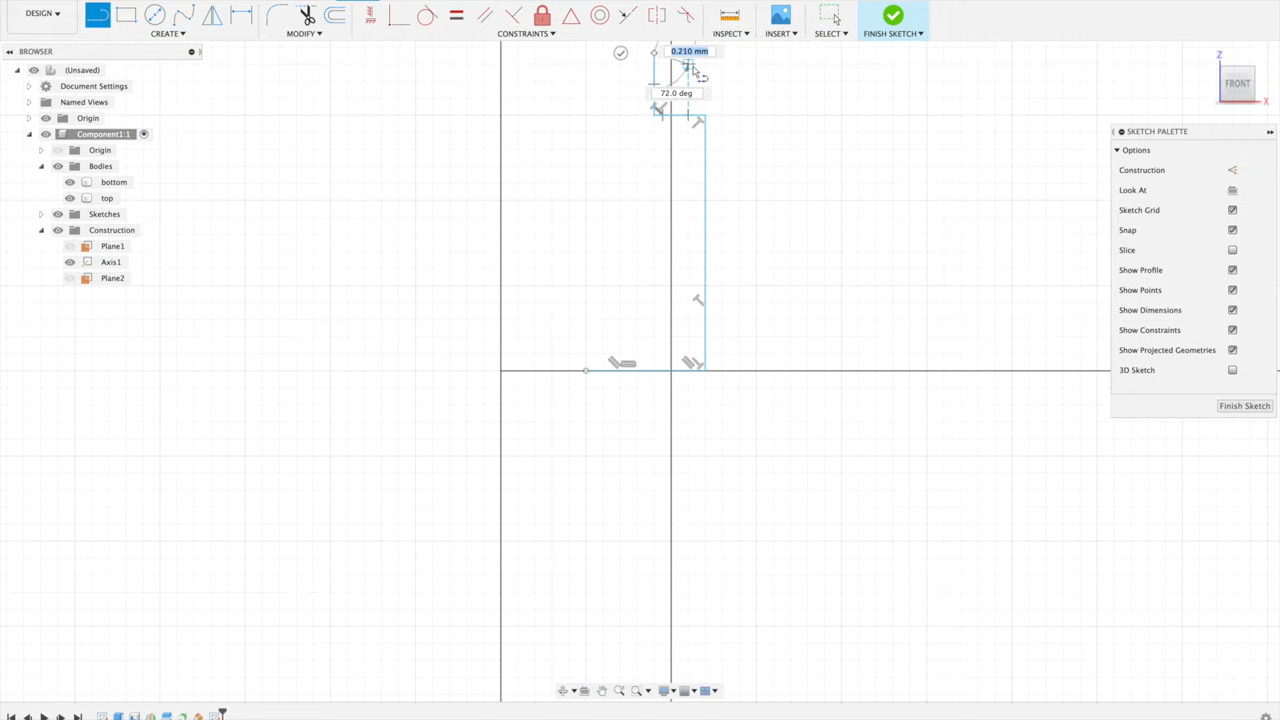 DESIGN
CREATE
MODIFY
CONSTRAINTS
INSPECT
INSERT
SELECT
FINISH SKETCH
BROWSER
(Unsaved)
Document Settings
Named Views
Origin
Component1:1
Origin
Bodies
bottom
top
Sketches
Construction
Plane1
Axis1
Plane2
0.210 mm
72.0 deg
Z
FRONT
X
SKETCH PALETTE
Options
Construction
Look At
Sketch Grid
Snap
Slice
Show Profile
Show Points
Show Dimensions
Show Constraints
Show Projected Geometries
3D Sketch
Finish Sketch